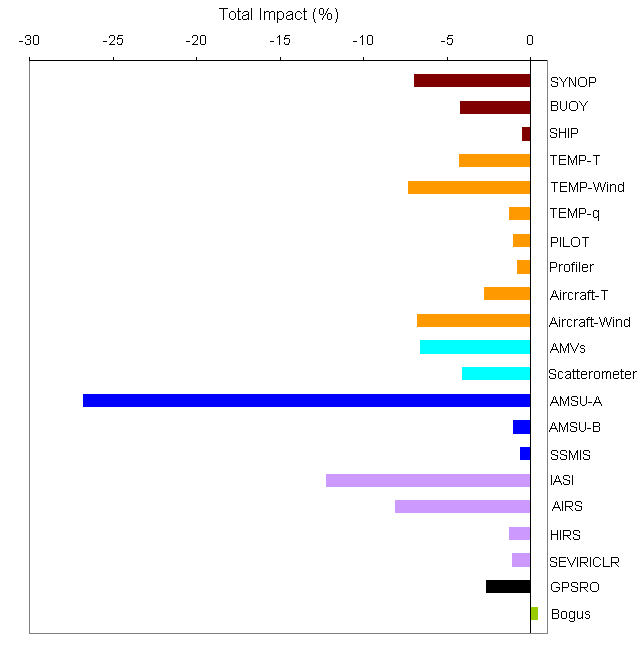 Total Impact (%)
-30 -25 -20 -15 -10 -5 0
SYNOP
BUOY
SHIP
TEMP-T
TEMP-Wind
TEMP-q
PILOT
Profiler
Aircraft-T
Aircraft-Wind
AMVs
Scatterometer
AMSU-A
AMSU-B
SSMIS
IASI
AIRS
HIRS
SEVIRICLR
GPSRO
Bogus